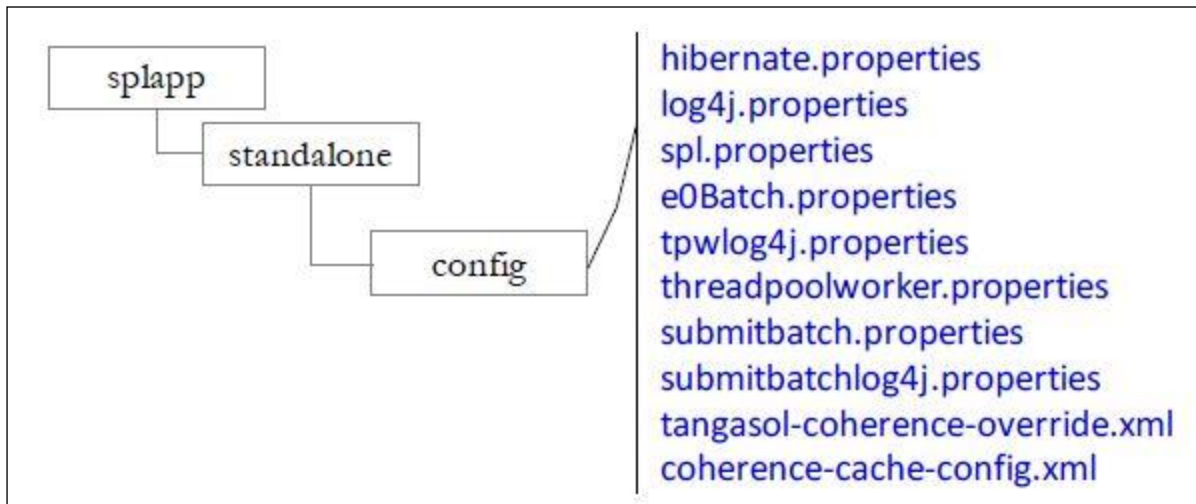 splapp
standalone
config
hibernate.properties
log4j.properties
spl.properties
e0Batch.properties
tpwlog4j.properties
threadpoolworker.properties
submitbatch.properties
submitbatchlog4j.properties
tangasol-coherence-override.xml
coherence-cache-config.xml